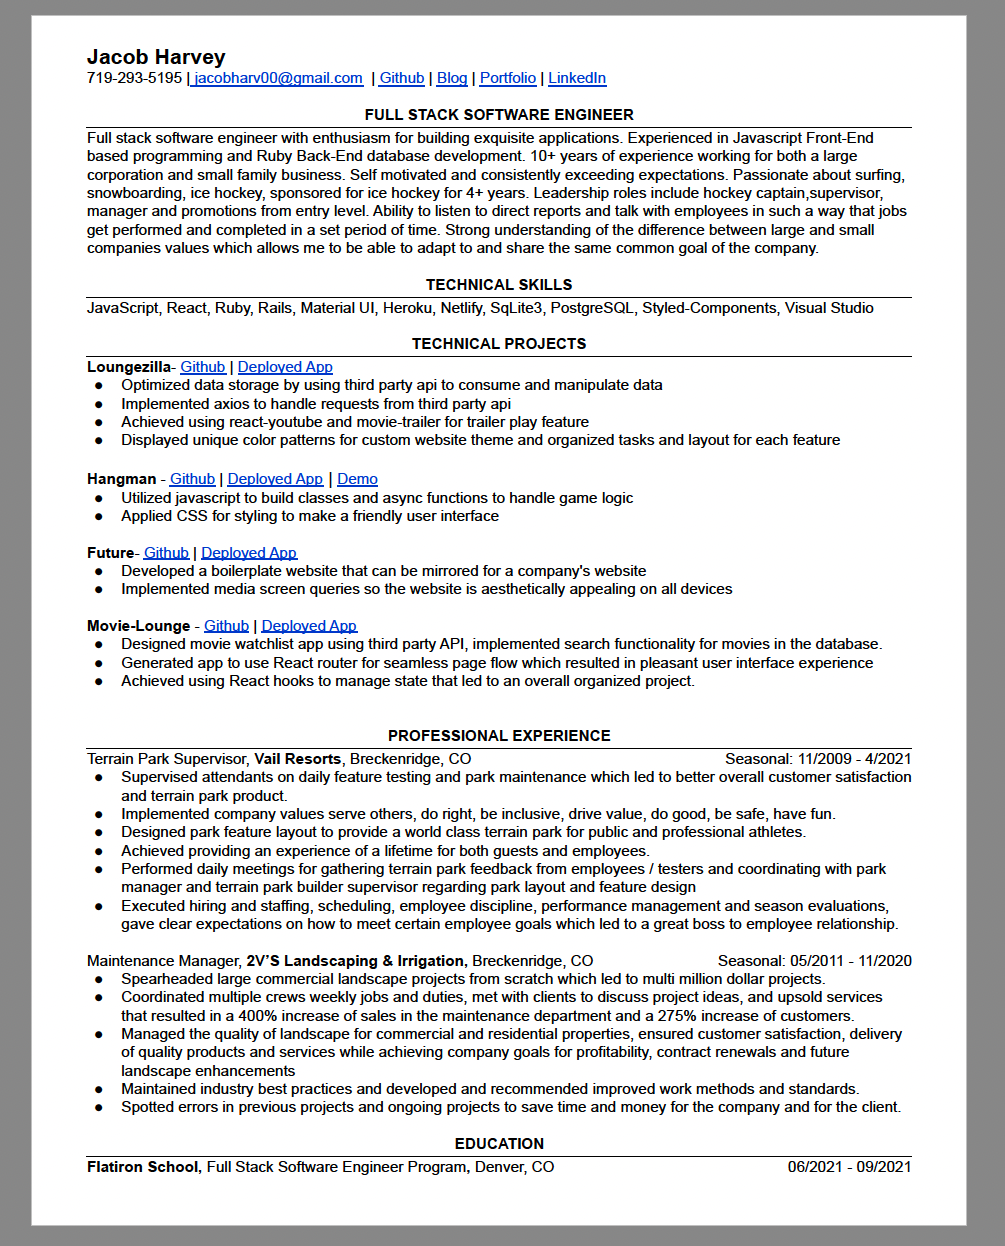 Jacob Harvey
719-293-5195 | jacobharv00@gmail.com | Github | Blog | Portfolio | LinkedIn
FULL STACK SOFTWARE ENGINEER
Full stack software engineer with enthusiasm for building exquisite applications. Experienced in Javascript Front-End
based programming and Ruby Back-End database development. 10+ years of experience working for both a large
corporation and small family business. Self motivated and consistently exceeding expectations. Passionate about surfing,
snowboarding, ice hockey, sponsored for ice hockey for 4+ years. Leadership roles include hockey captain,supervisor,
manager and promotions from entry level. Ability to listen to direct reports and talk with employees in such a way that jobs
get performed and completed in a set period of time. Strong understanding of the difference between large and small
companies values which allows me to be able to adapt to and share the same common goal of the company.
TECHNICAL SKILLS
JavaScript, React, Ruby, Rails, Material UI, Heroku, Netlify, SqLite3, PostgreSQL, Styled-Components, Visual Studio
TECHNICAL PROJECTS
Loungezilla- Github | Deployed App
● Optimized data storage by using third party api to consume and manipulate data
● Implemented axios to handle requests from third party api
● Achieved using react-youtube and movie-trailer for trailer play feature
● Displayed unique color patterns for custom website theme and organized tasks and layout for each feature
Hangman - Github | Deployed App | Demo
● Utilized javascript to build classes and async functions to handle game logic
● Applied CSS for styling to make a friendly user interface
Future- Github | Deployed App
● Developed a boilerplate website that can be mirrored for a company's website
● Implemented media screen queries so the website is aesthetically appealing on all devices
Movie-Lounge - Github | Deployed App
● Designed movie watchlist app using third party API, implemented search functionality for movies in the database.
● Generated app to use React router for seamless page flow which resulted in pleasant user interface experience
● Achieved using React hooks to manage state that led to an overall organized project.
PROFESSIONAL EXPERIENCE
Terrain Park Supervisor, Vail Resorts, Breckenridge, CO Seasonal: 11/2009 - 4/2021
● Supervised attendants on daily feature testing and park maintenance which led to better overall customer satisfaction
and terrain park product.
● Implemented company values serve others, do right, be inclusive, drive value, do good, be safe, have fun.
● Designed park feature layout to provide a world class terrain park for public and professional athletes.
● Achieved providing an experience of a lifetime for both guests and employees.
● Performed daily meetings for gathering terrain park feedback from employees / testers and coordinating with park
manager and terrain park builder supervisor regarding park layout and feature design
● Executed hiring and staffing, scheduling, employee discipline, performance management and season evaluations,
gave clear expectations on how to meet certain employee goals which led to a great boss to employee relationship.
Maintenance Manager, 2V’S Landscaping & Irrigation, Breckenridge, CO Seasonal: 05/2011 - 11/2020
● Spearheaded large commercial landscape projects from scratch which led to multi million dollar projects.
● Coordinated multiple crews weekly jobs and duties, met with clients to discuss project ideas, and upsold services
that resulted in a 400% increase of sales in the maintenance department and a 275% increase of customers.
● Managed the quality of landscape for commercial and residential properties, ensured customer satisfaction, delivery
of quality products and services while achieving company goals for profitability, contract renewals and future
landscape enhancements
● Maintained industry best practices and developed and recommended improved work methods and standards.
● Spotted errors in previous projects and ongoing projects to save time and money for the company and for the client.
EDUCATION
Flatiron School, Full Stack Software Engineer Program, Denver, CO 06/2021 - 09/2021